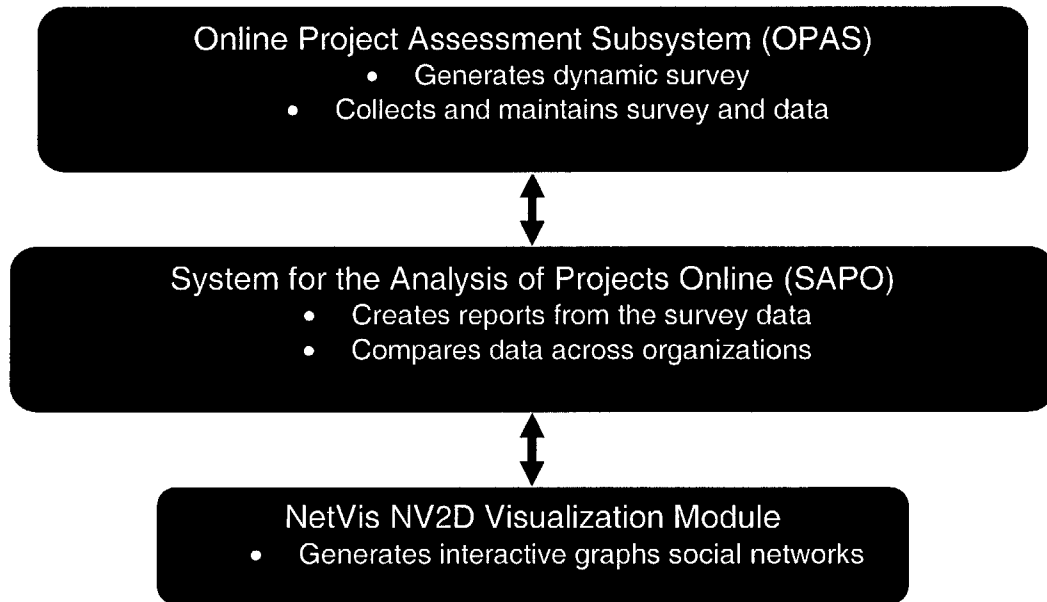 Online Project Assessment Subsystem (OPAS)
• Generates dynamic survey
• Collects and maintains survey and data
System for the Analysis of Projects Online (SAPO)
• Creates reports from the survey data
• Compares data across organizations
NetVis NV2D Visualization Module
• Generates interactive graphs social networks